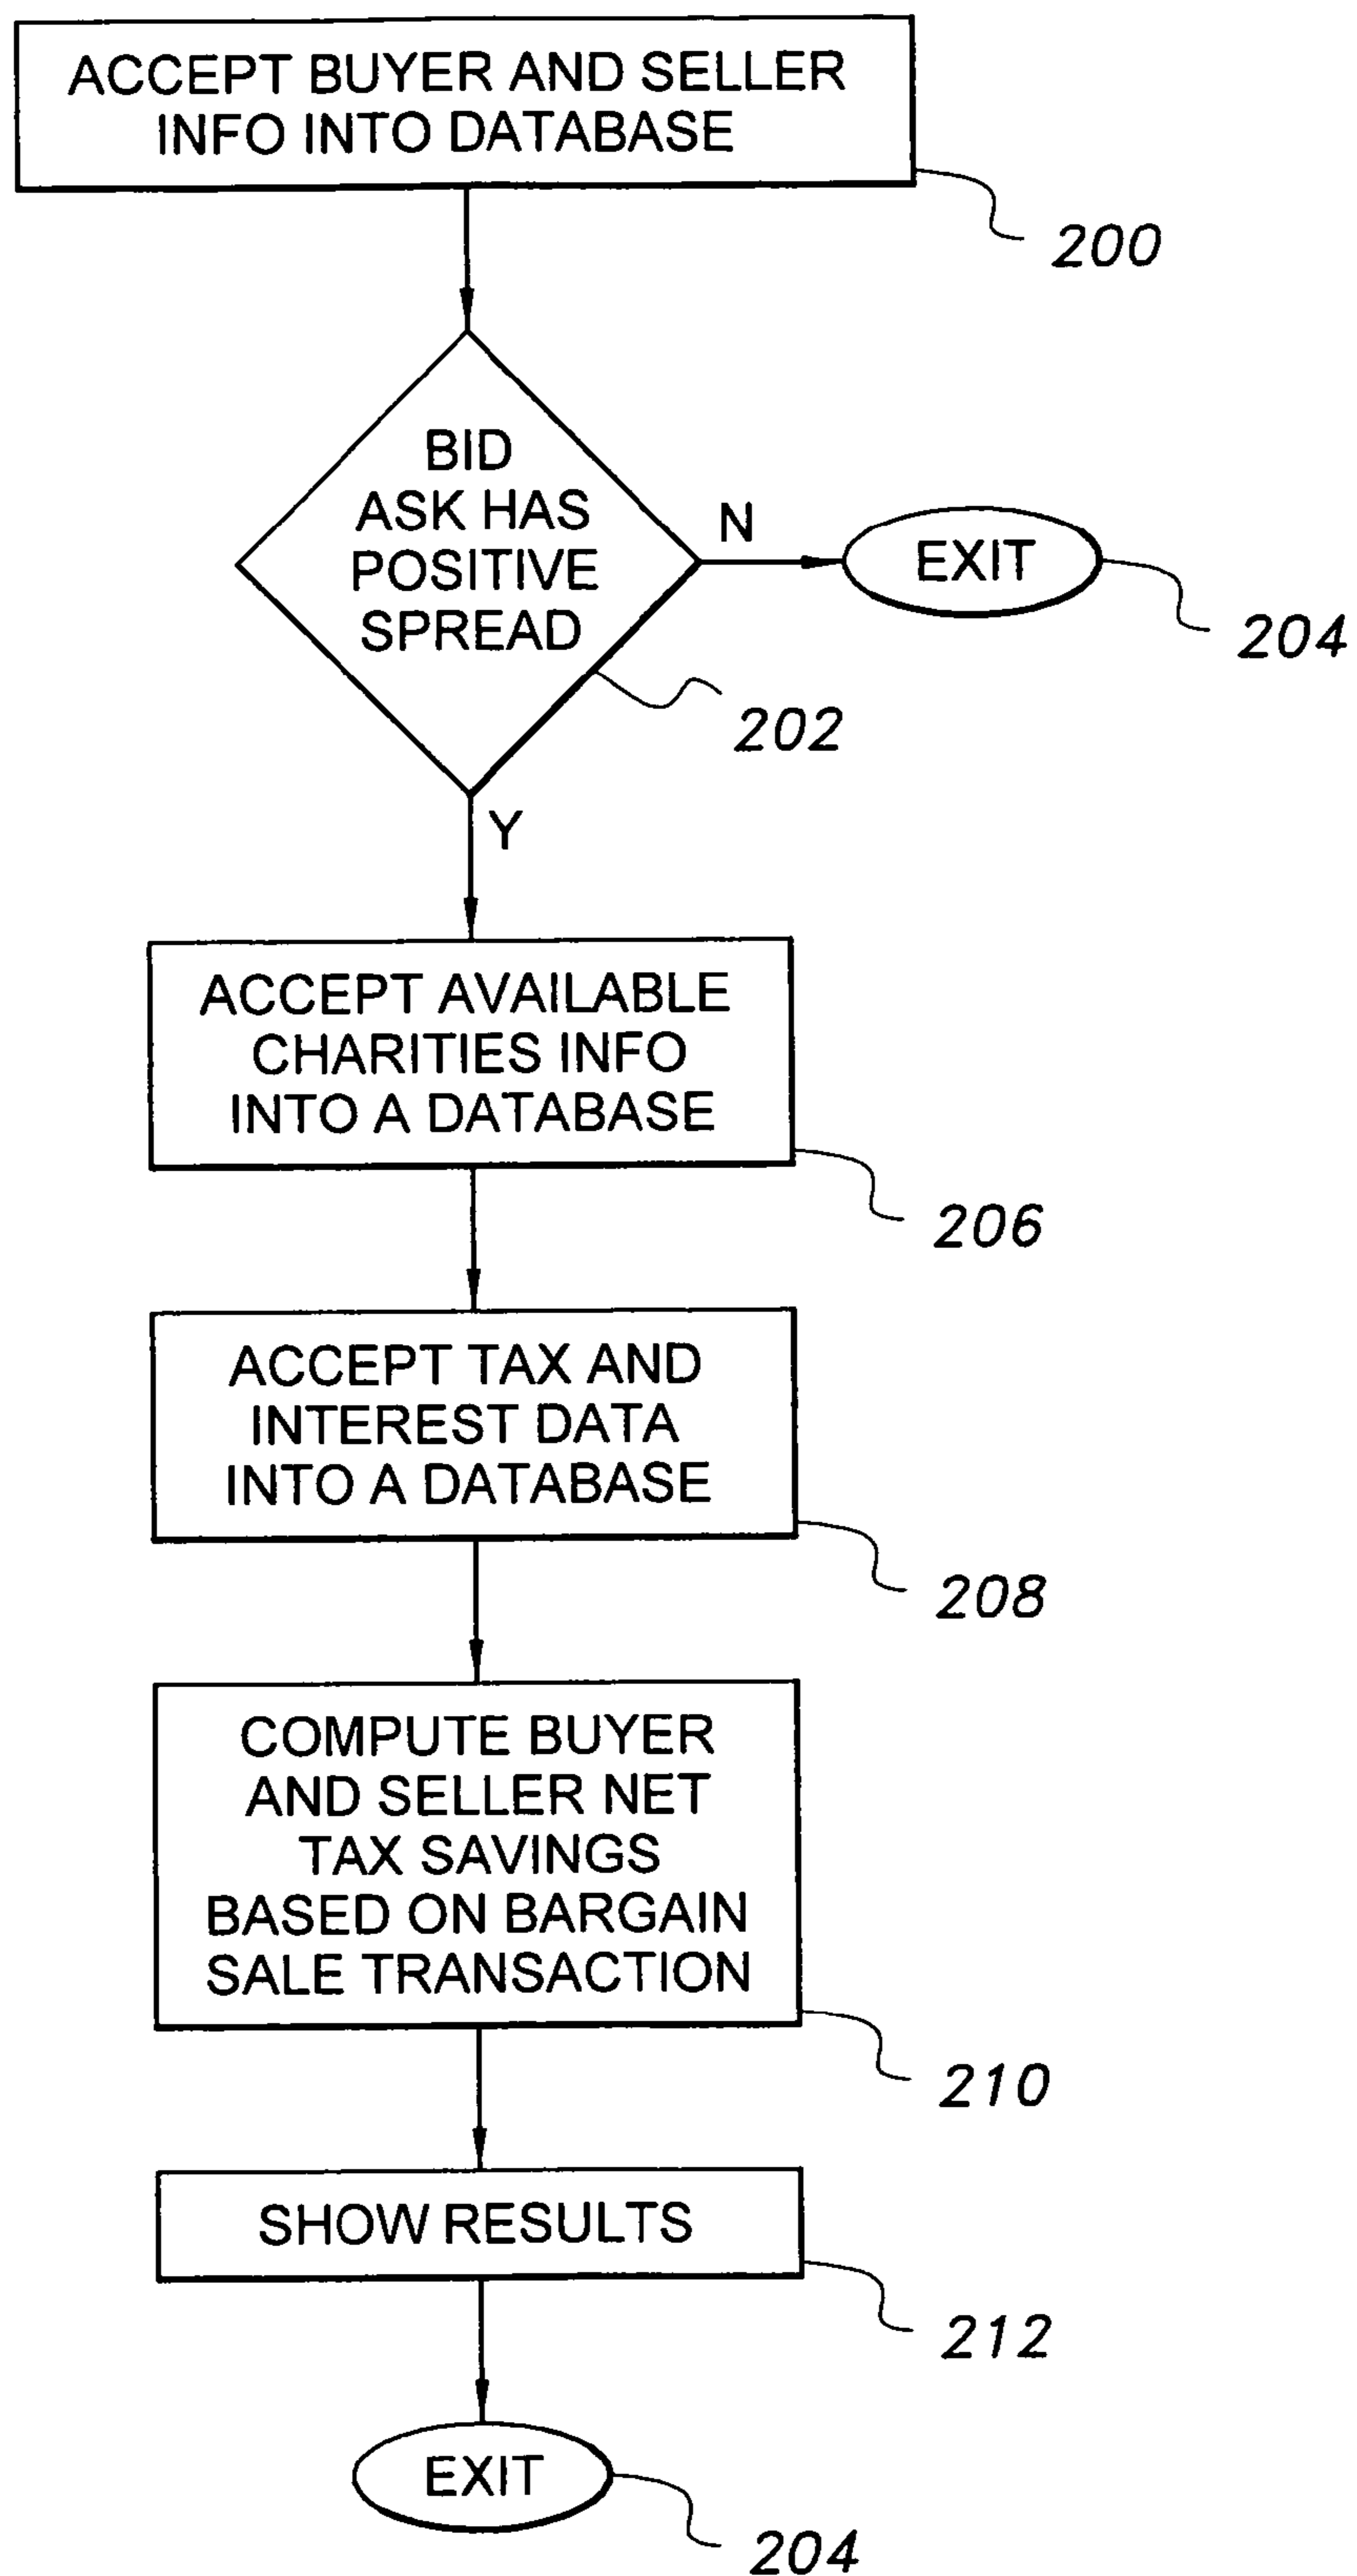 ACCEPT BUYER AND SELLER
INFO INTO DATABASE
200
BID
ASK HAS
POSITIVE
SPREAD
N
EXIT
204
202
Y
ACCEPT AVAILABLE
CHARITIES INFO
INTO A DATABASE
206
ACCEPT TAX AND
INTEREST DATA
INTO A DATABASE
208
COMPUTE BUYER
AND SELLER NET
TAX SAVINGS
BASED ON BARGAIN
SALE TRANSACTION
210
SHOW RESULTS
212
EXIT
204